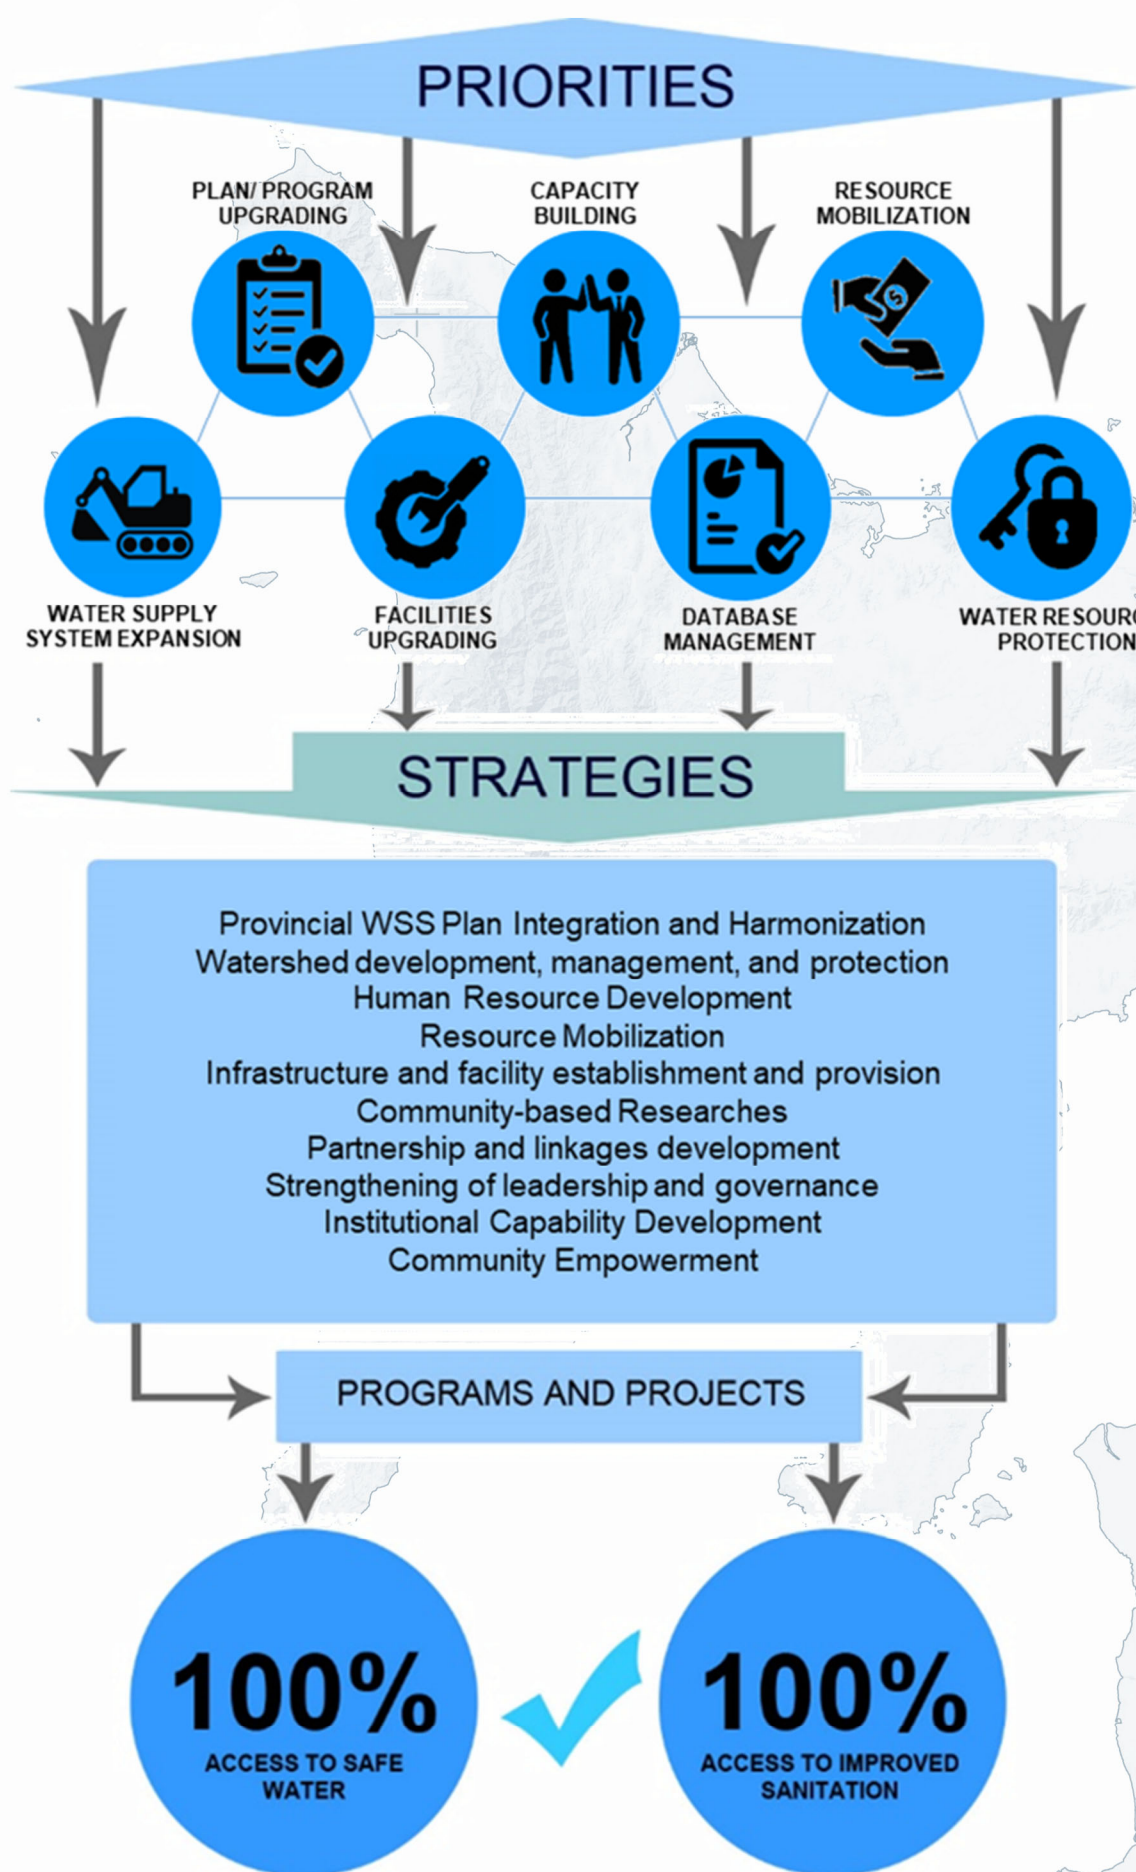 PRIORITIES
PLAN/ PROGRAM
UPGRADING
CAPACITY
BUILDING
RESOURCE
MOBILIZATION
WATER SUPPLY
SYSTEM EXPANSION
FACILITIES
UPGRADING
DATABASE
MANAGEMENT
WATER RESOURC
PROTECTION
STRATEGIES
Provincial WSS Plan Integration and Harmonization
Watershed development, management, and protection
Human Resource Development
Resource Mobilization
Infrastructure and facility establishment and provision
Community-based Researches
Partnership and linkages development
Strengthening of leadership and governance
Institutional Capability Development
Community Empowerment
PROGRAMS AND PROJECTS
100%
ACCESS TO SAFE
WATER
100%
ACCESS TO IMPROVED
SANITATION